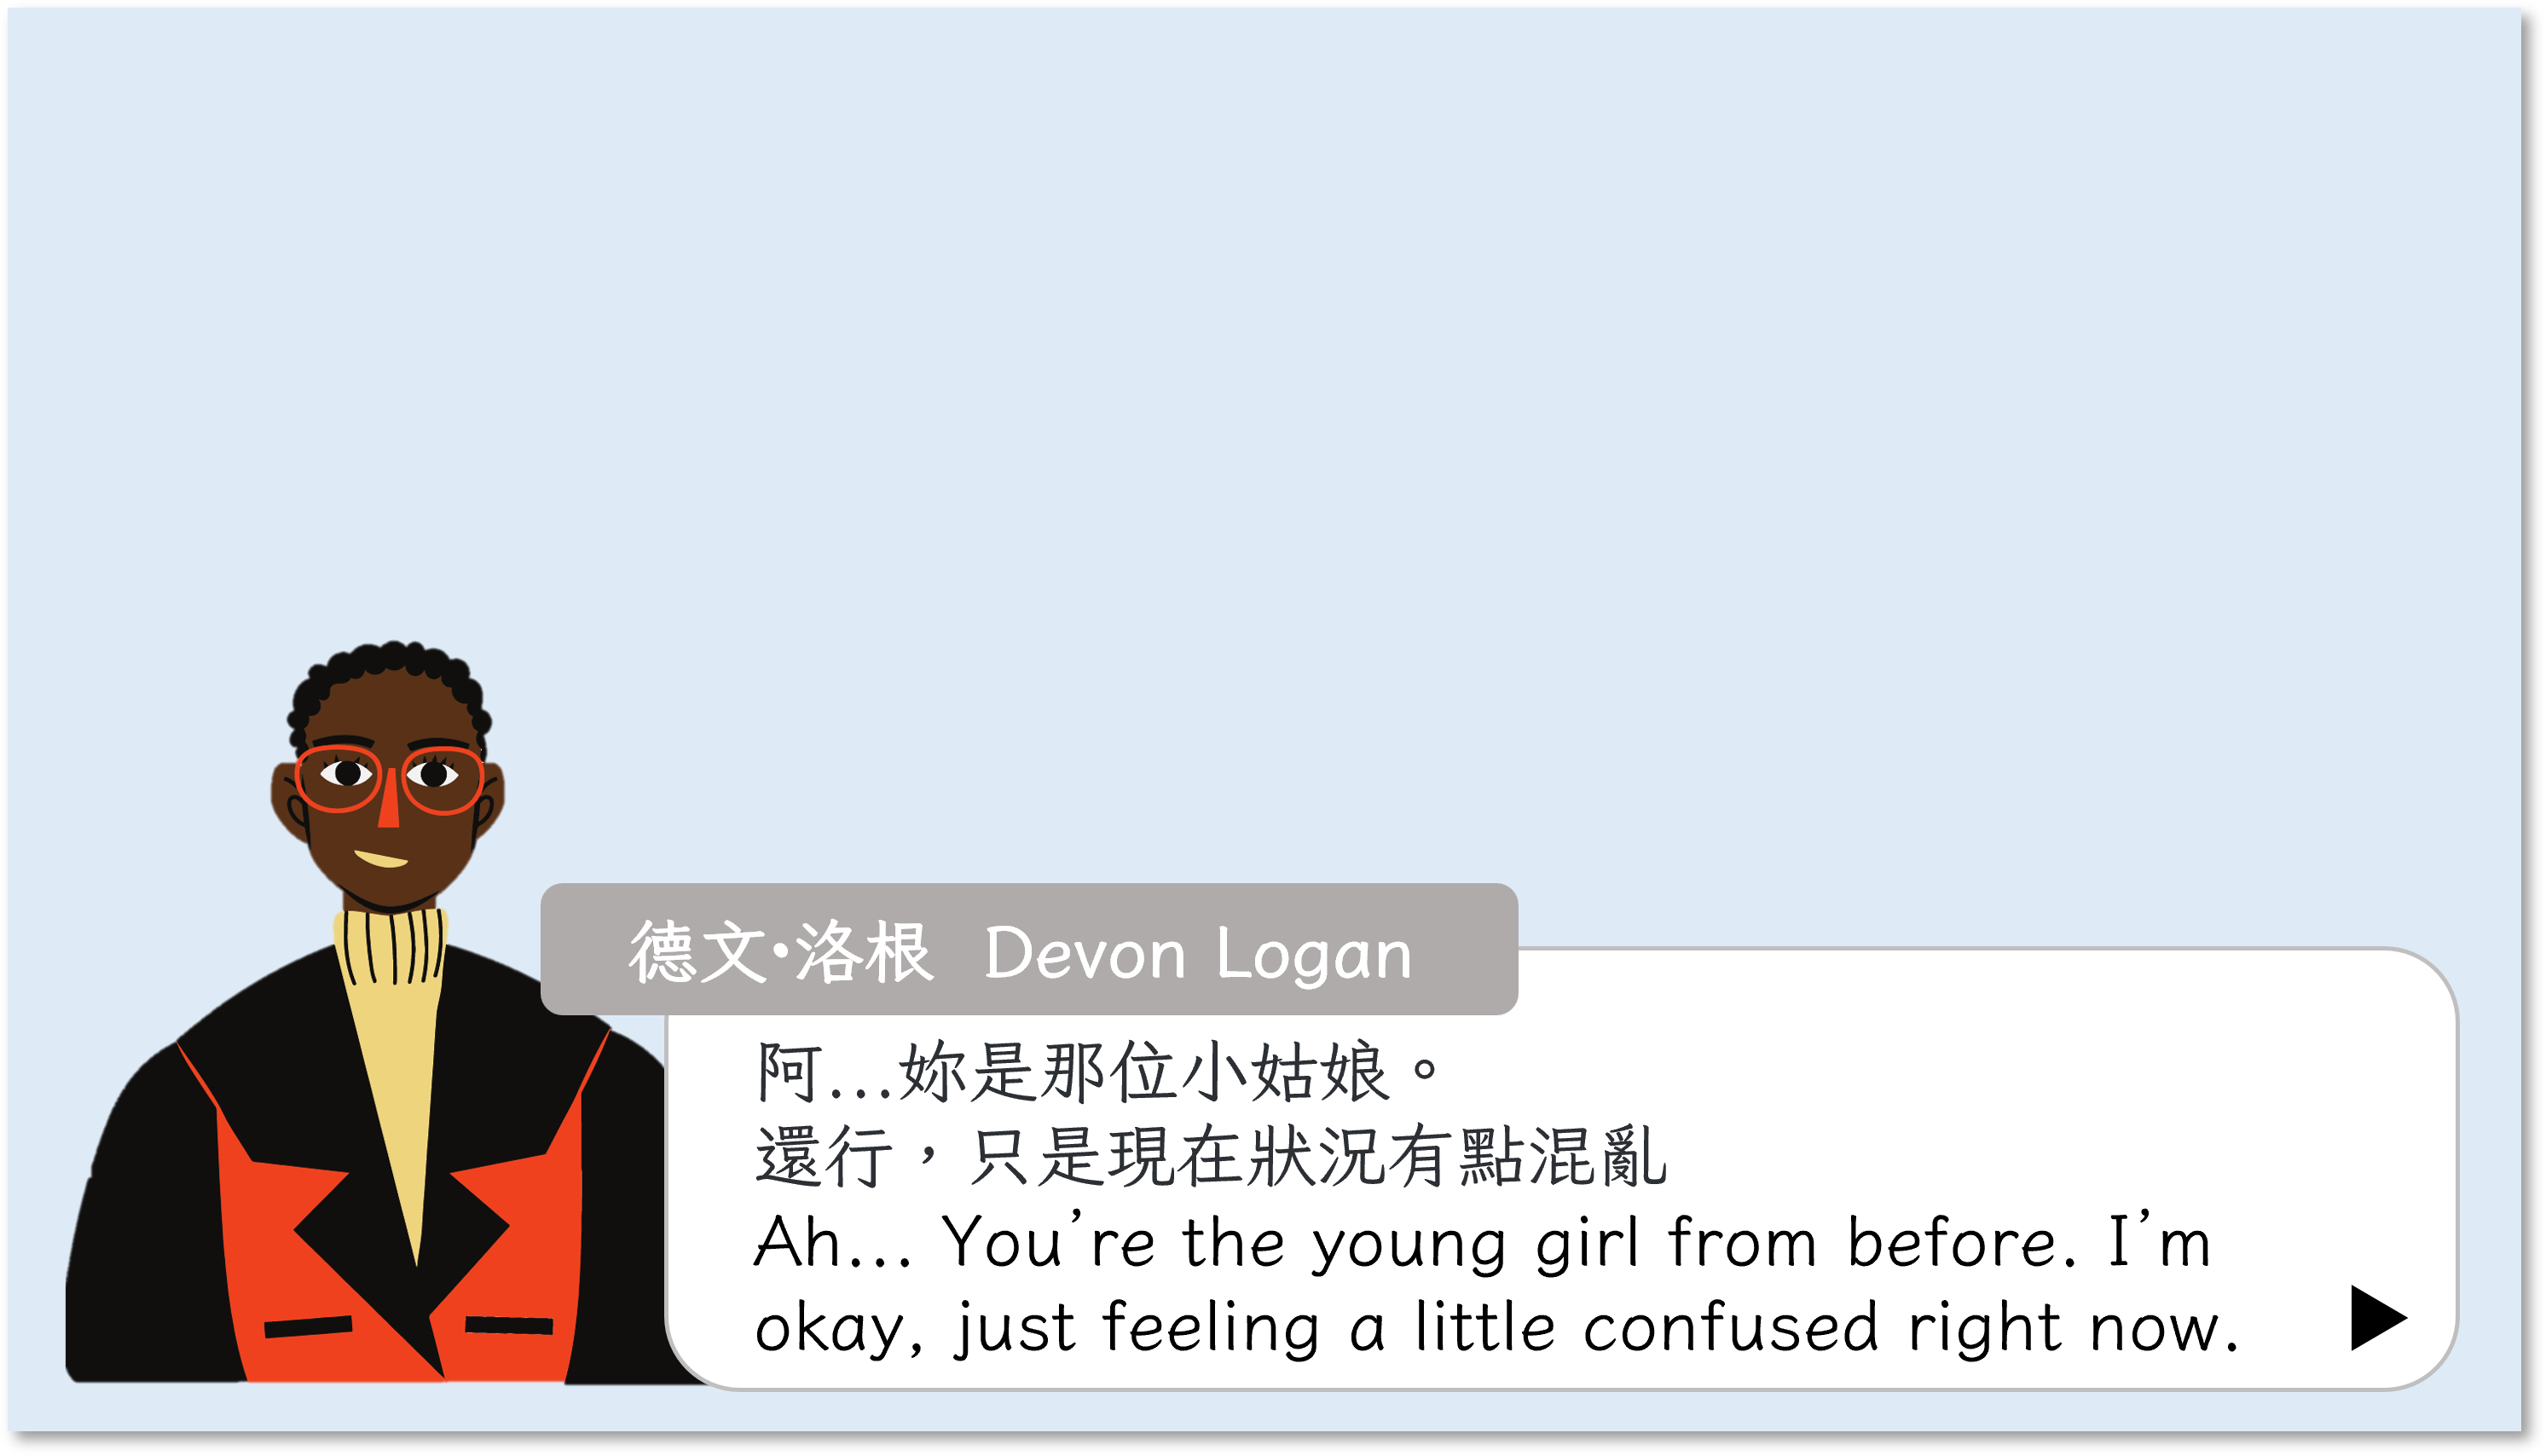 德文·洛根 Devon Logan
阿...妳是那位小姑娘。
還行，只是現在狀況有點混亂
Ah... You're the young girl from before. I'm
okay, just feeling a little confused right now.